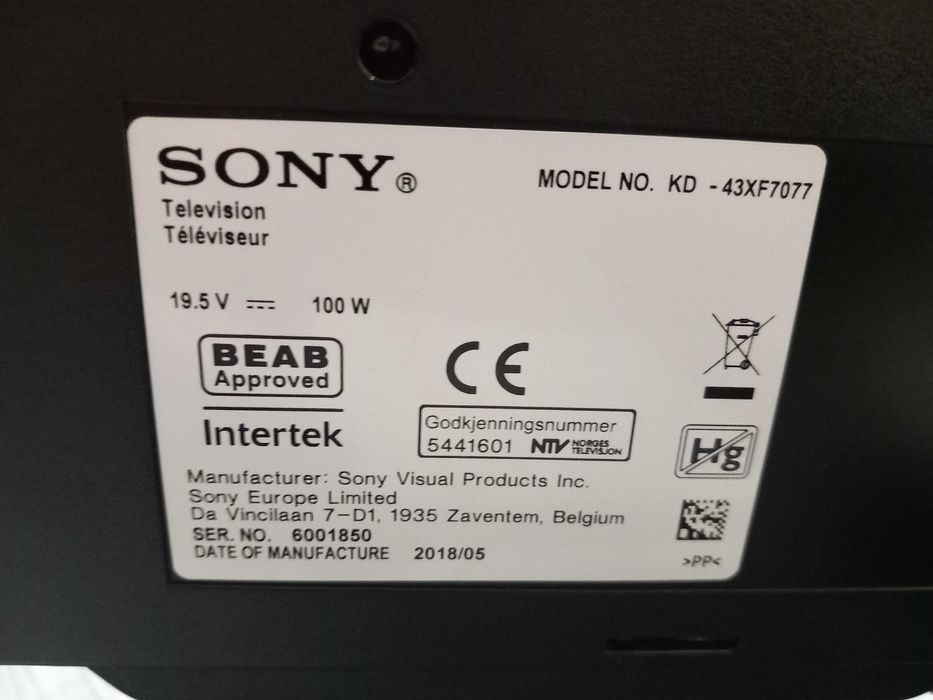 SONY®
MODEL NO. KD - 43XF7077
Television
Téléviseur
19.5 V ⎓ 100 W
BEAB
Approved
Intertek
CE
Godkjenningsnummer
5441601 NTV NORGES TELEVISJON
Hg
Manufacturer: Sony Visual Products Inc.
Sony Europe Limited
Da Vincilaan 7-D1, 1935 Zaventem, Belgium
SER. NO. 6001850
DATE OF MANUFACTURE 2018/05
>PP<